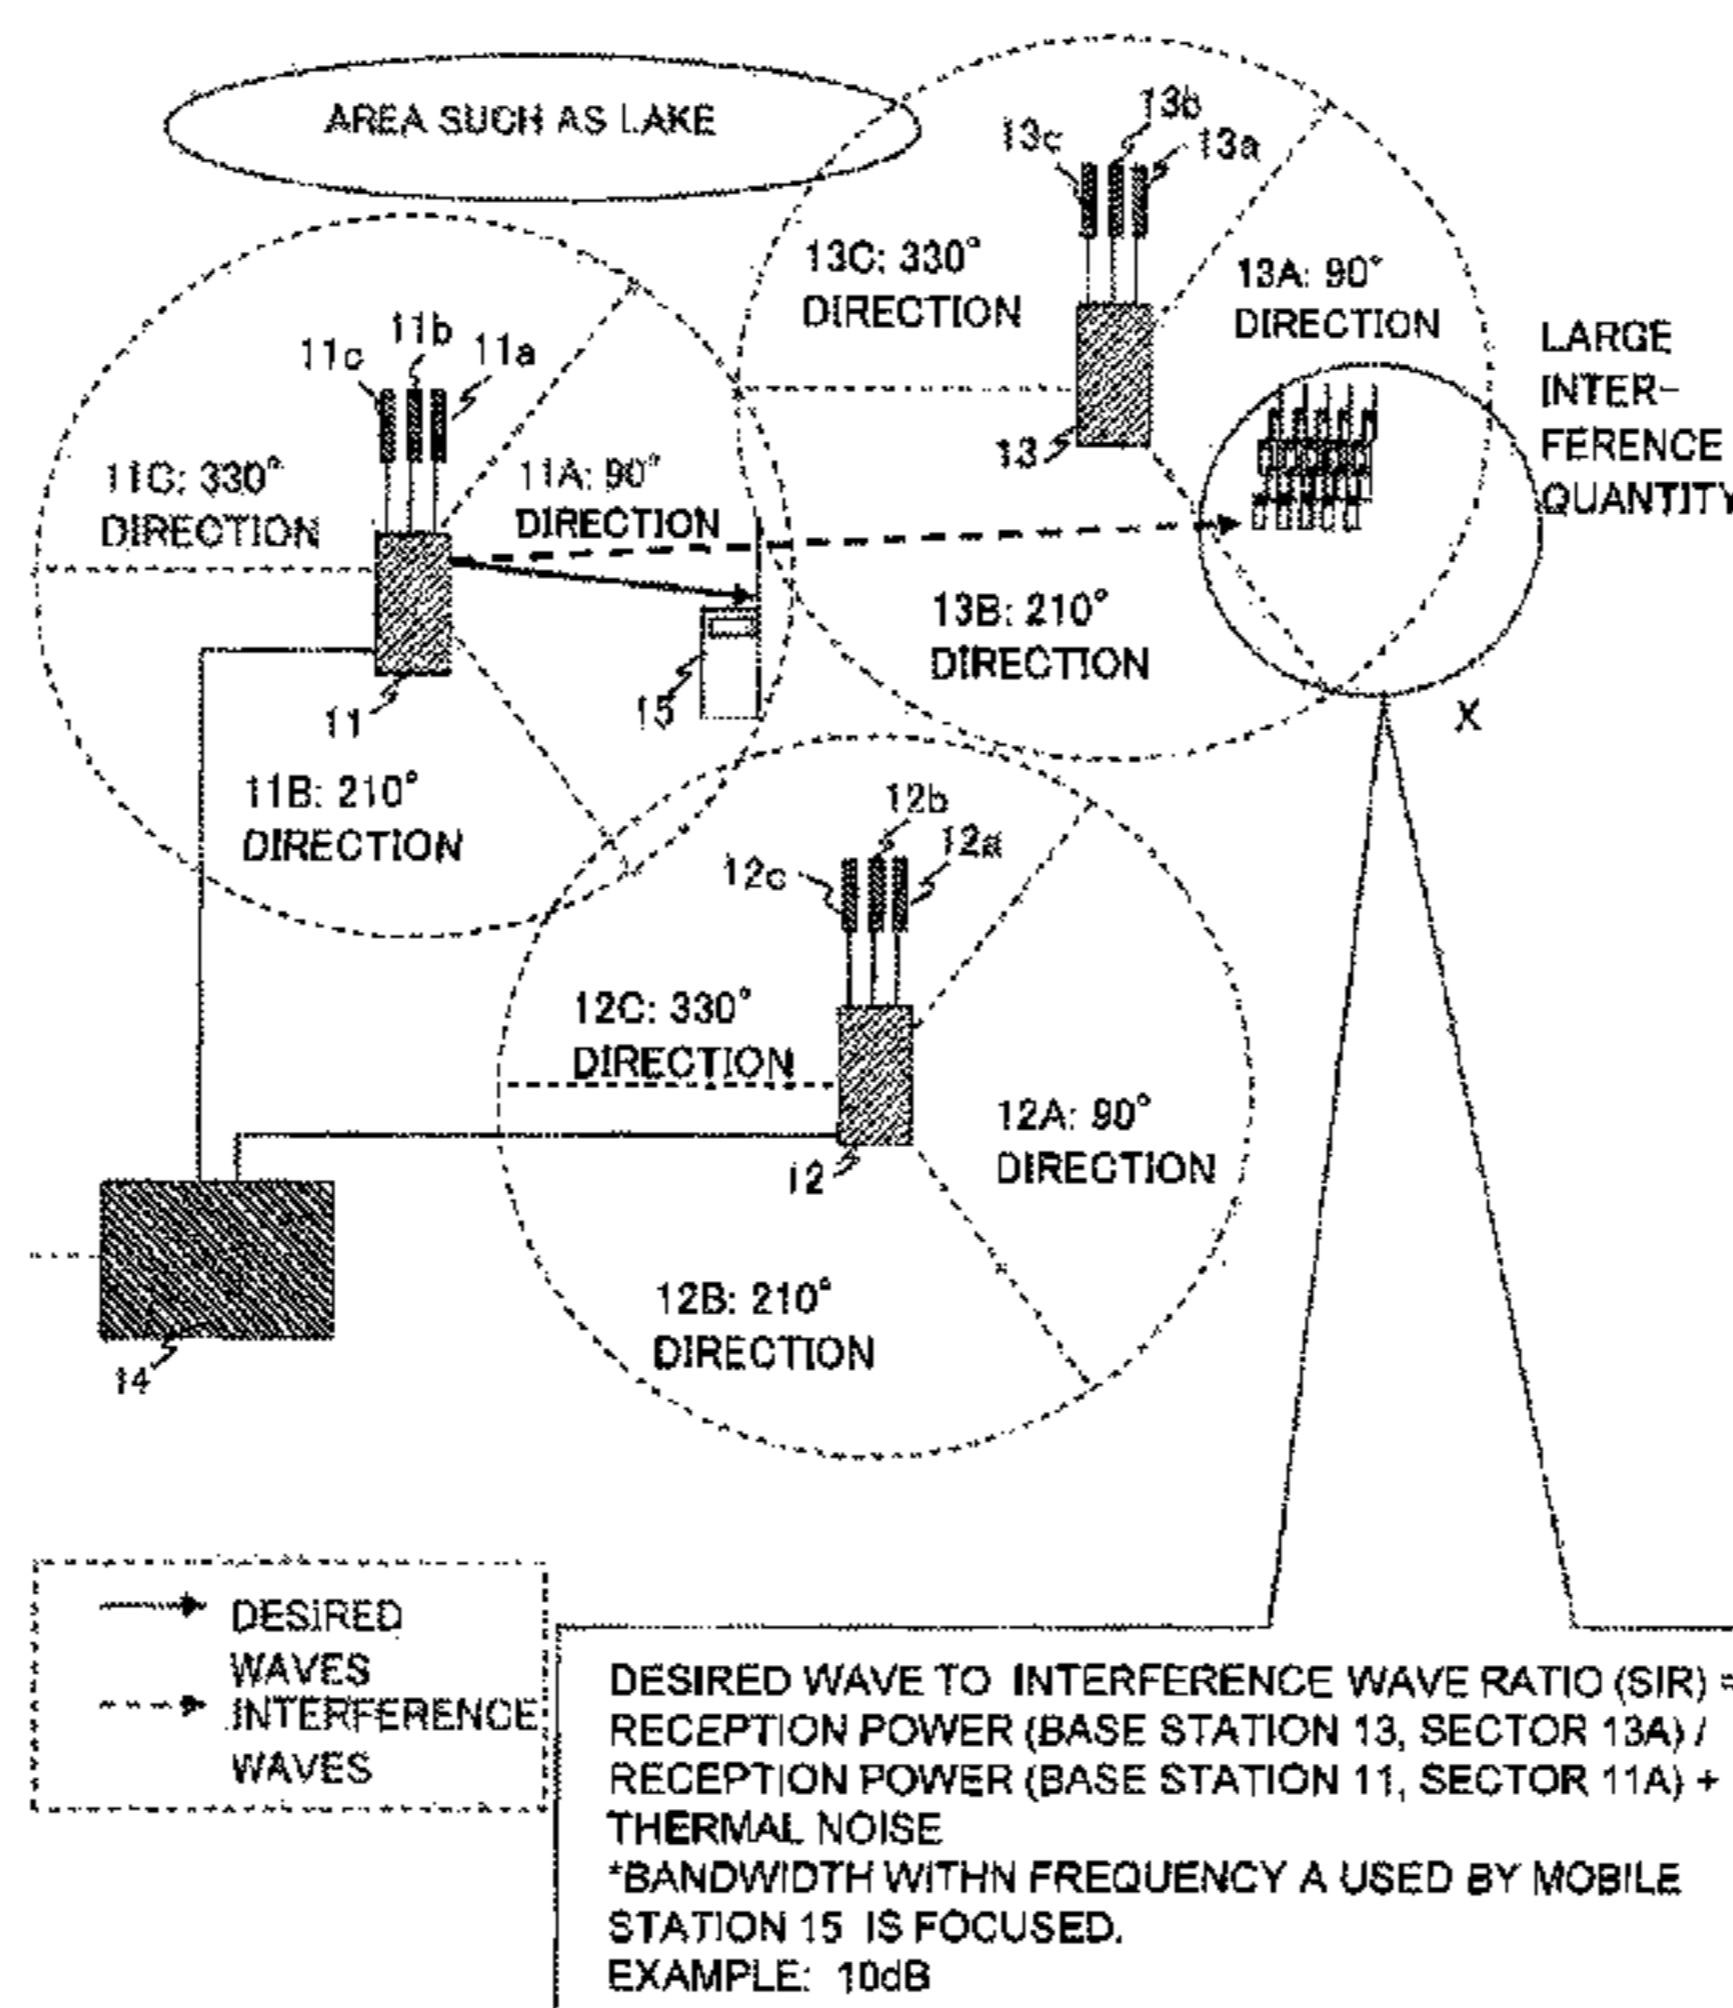 AREA SUCH AS LAKE
13b
13c
13a
13C: 330°
DIRECTION
13A: 90°
DIRECTION
LARGE
INTER-
FERENCE
QUANTITY
13
X
13B: 210°
DIRECTION
11b
11c
11a
11C: 330°
DIRECTION
11A: 90°
DIRECTION
11
15
11B: 210°
DIRECTION
12b
12c
12a
12C: 330°
DIRECTION
12A: 90°
DIRECTION
12
12B: 210°
DIRECTION
14
DESIRED
WAVES
INTERFERENCE
WAVES
DESIRED WAVE TO INTERFERENCE WAVE RATIO (SIR) =
RECEPTION POWER (BASE STATION 13, SECTOR 13A) /
RECEPTION POWER (BASE STATION 11, SECTOR 11A) +
THERMAL NOISE
*BANDWIDTH WITHN FREQUENCY A USED BY MOBILE
STATION 15 IS FOCUSED.
EXAMPLE: 10dB